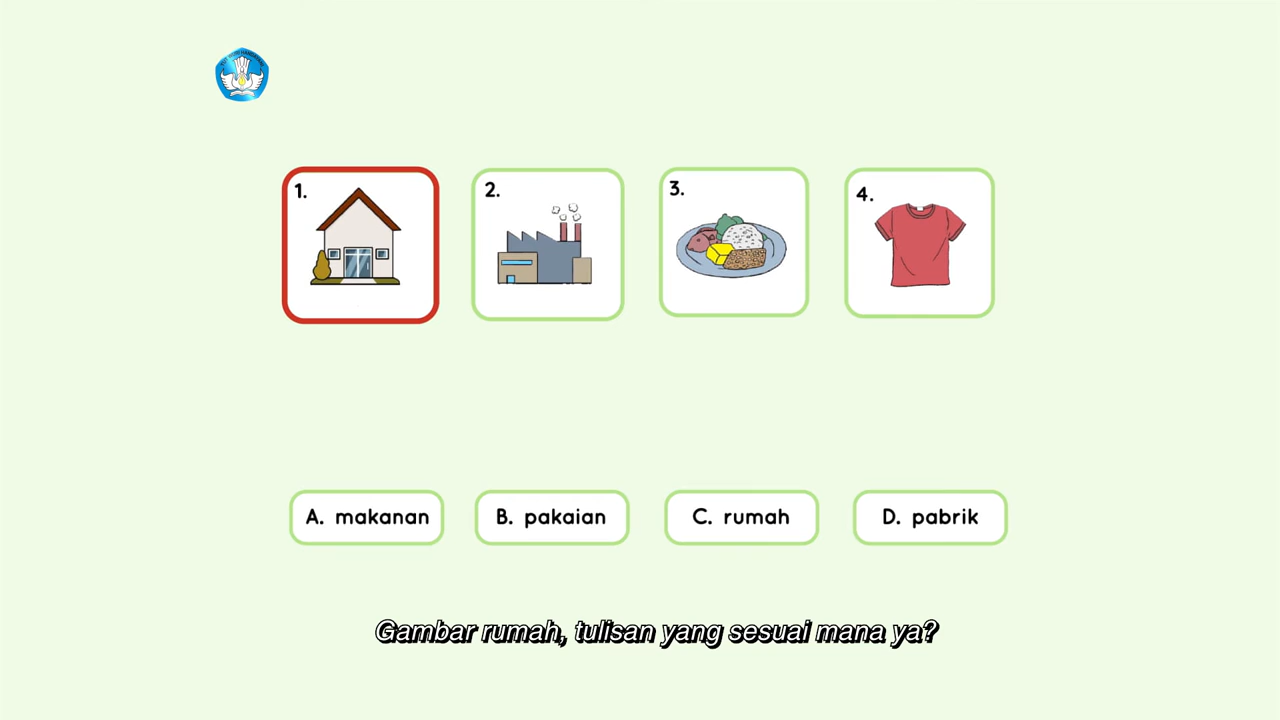 1.
2.
3.
4.
A. makanan
B. pakaian
C. rumah
D. pabrik
Gambar rumah, tulisan yang sesuai mana ya?